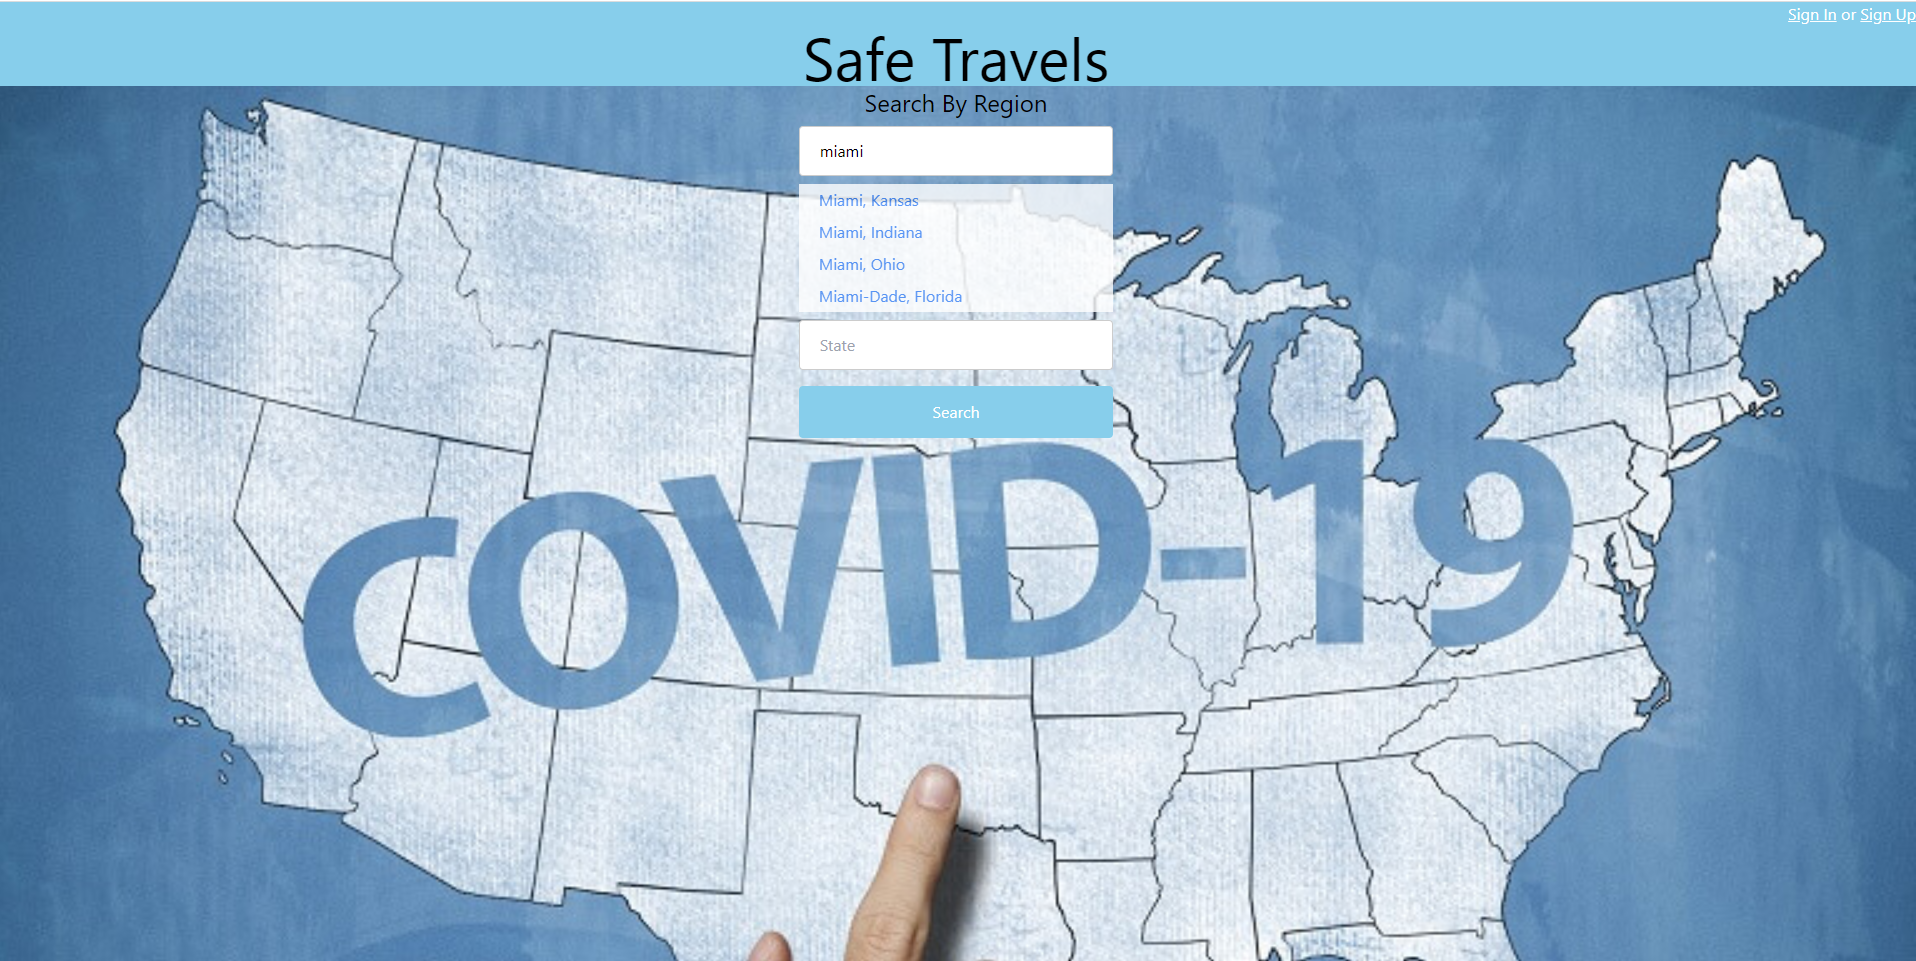 Sign In or Sign Up
Safe Travels
Search By Region
miami
Miami, Kansas
Miami, Indiana
Miami, Ohio
Miami-Dade, Florida
State
Search
COVID-19